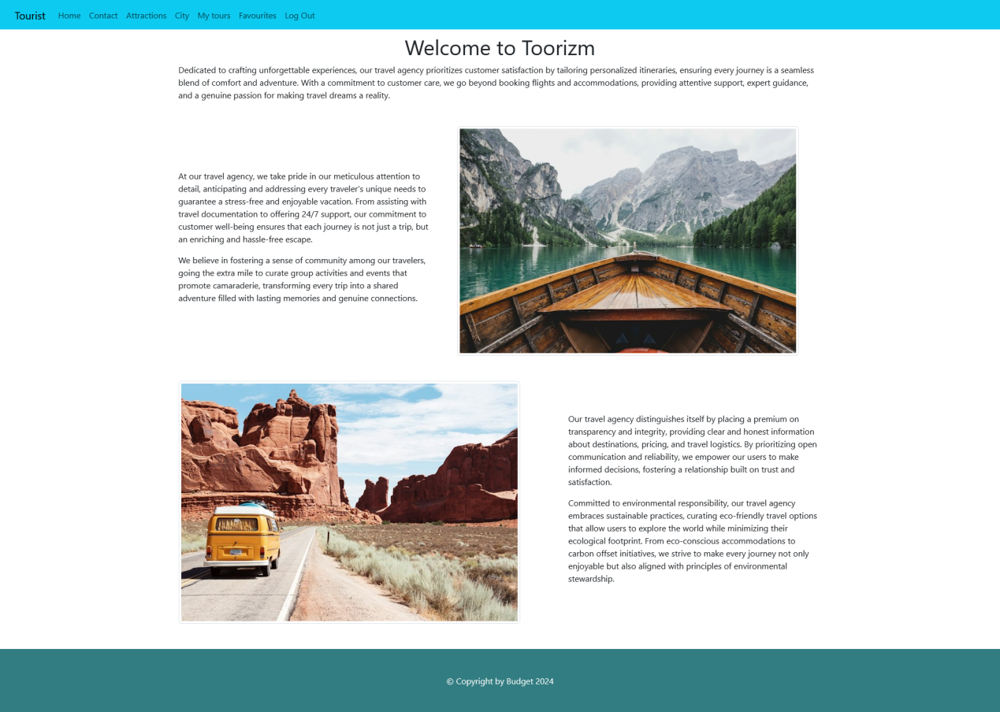 Tourist Home Contact Attractions City My tours Favourites Log Out
Welcome to Toorizm
Dedicated to crafting unforgettable experiences, our travel agency prioritizes customer satisfaction by tailoring personalized itineraries, ensuring every journey is a seamless
blend of comfort and adventure. With a commitment to customer care, we go beyond booking flights and accommodations, providing attentive support, expert guidance,
and a genuine passion for making travel dreams a reality.
At our travel agency, we take pride in our meticulous attention to
detail, anticipating and addressing every traveler's unique needs to
guarantee a stress-free and enjoyable vacation. From assisting with
travel documentation to offering 24/7 support, our commitment to
customer well-being ensures that each journey is not just a trip, but
an enriching and hassle-free escape.
We believe in fostering a sense of community among our travelers,
going the extra mile to curate group activities and events that
promote camaraderie, transforming every trip into a shared
adventure filled with lasting memories and genuine connections.
Our travel agency distinguishes itself by placing a premium on
transparency and integrity, providing clear and honest information
about destinations, pricing, and travel logistics. By prioritizing open
communication and reliability, we empower our users to make
informed decisions, fostering a relationship built on trust and
satisfaction.
Committed to environmental responsibility, our travel agency
embraces sustainable practices, curating eco-friendly travel options
that allow users to explore the world while minimizing their
ecological footprint. From eco-conscious accommodations to
carbon offset initiatives, we strive to make every journey not only
enjoyable but also aligned with principles of environmental
stewardship.
© Copyright by Budget 2024